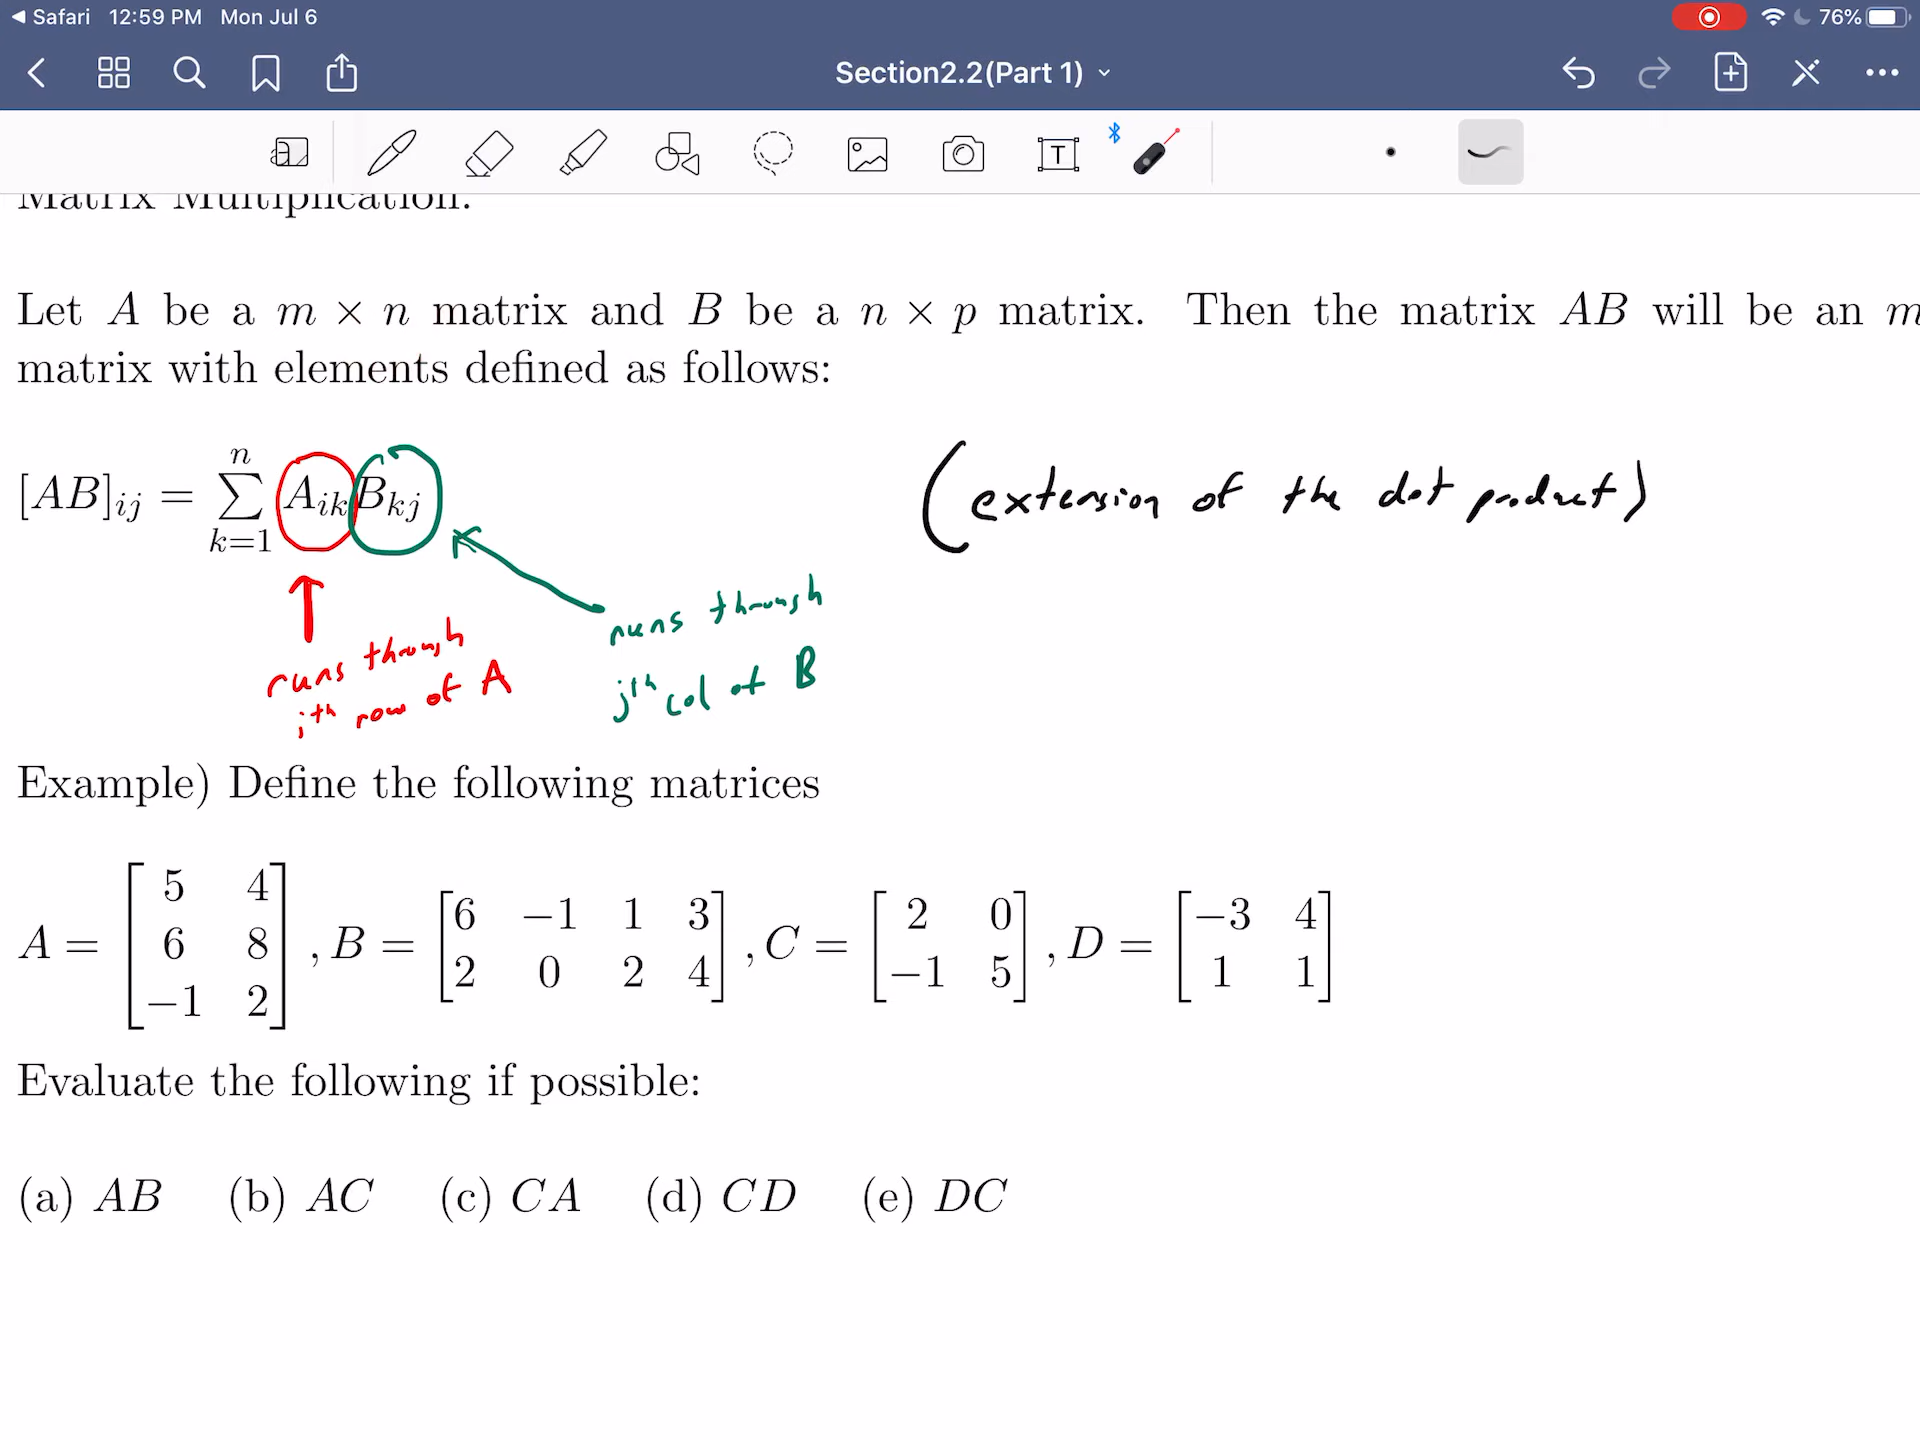 Safari 12:59 PM Mon Jul 6 76%
Section2.2(Part 1)
Matrix Multiplication.
Let A be a m × n matrix and B be a n × p matrix. Then the matrix AB will be an m
matrix with elements defined as follows:
[AB]ij = ∑_{k=1}^{n} Aik Bkj
(extension of the dot product)
runs through
ith row of A
runs through
jth col of B
Example) Define the following matrices
A = [5 4; 6 8; −1 2], B = [6 −1 1 3; 2 0 2 4], C = [2 0; −1 5], D = [−3 4; 1 1]
Evaluate the following if possible:
(a) AB (b) AC (c) CA (d) CD (e) DC